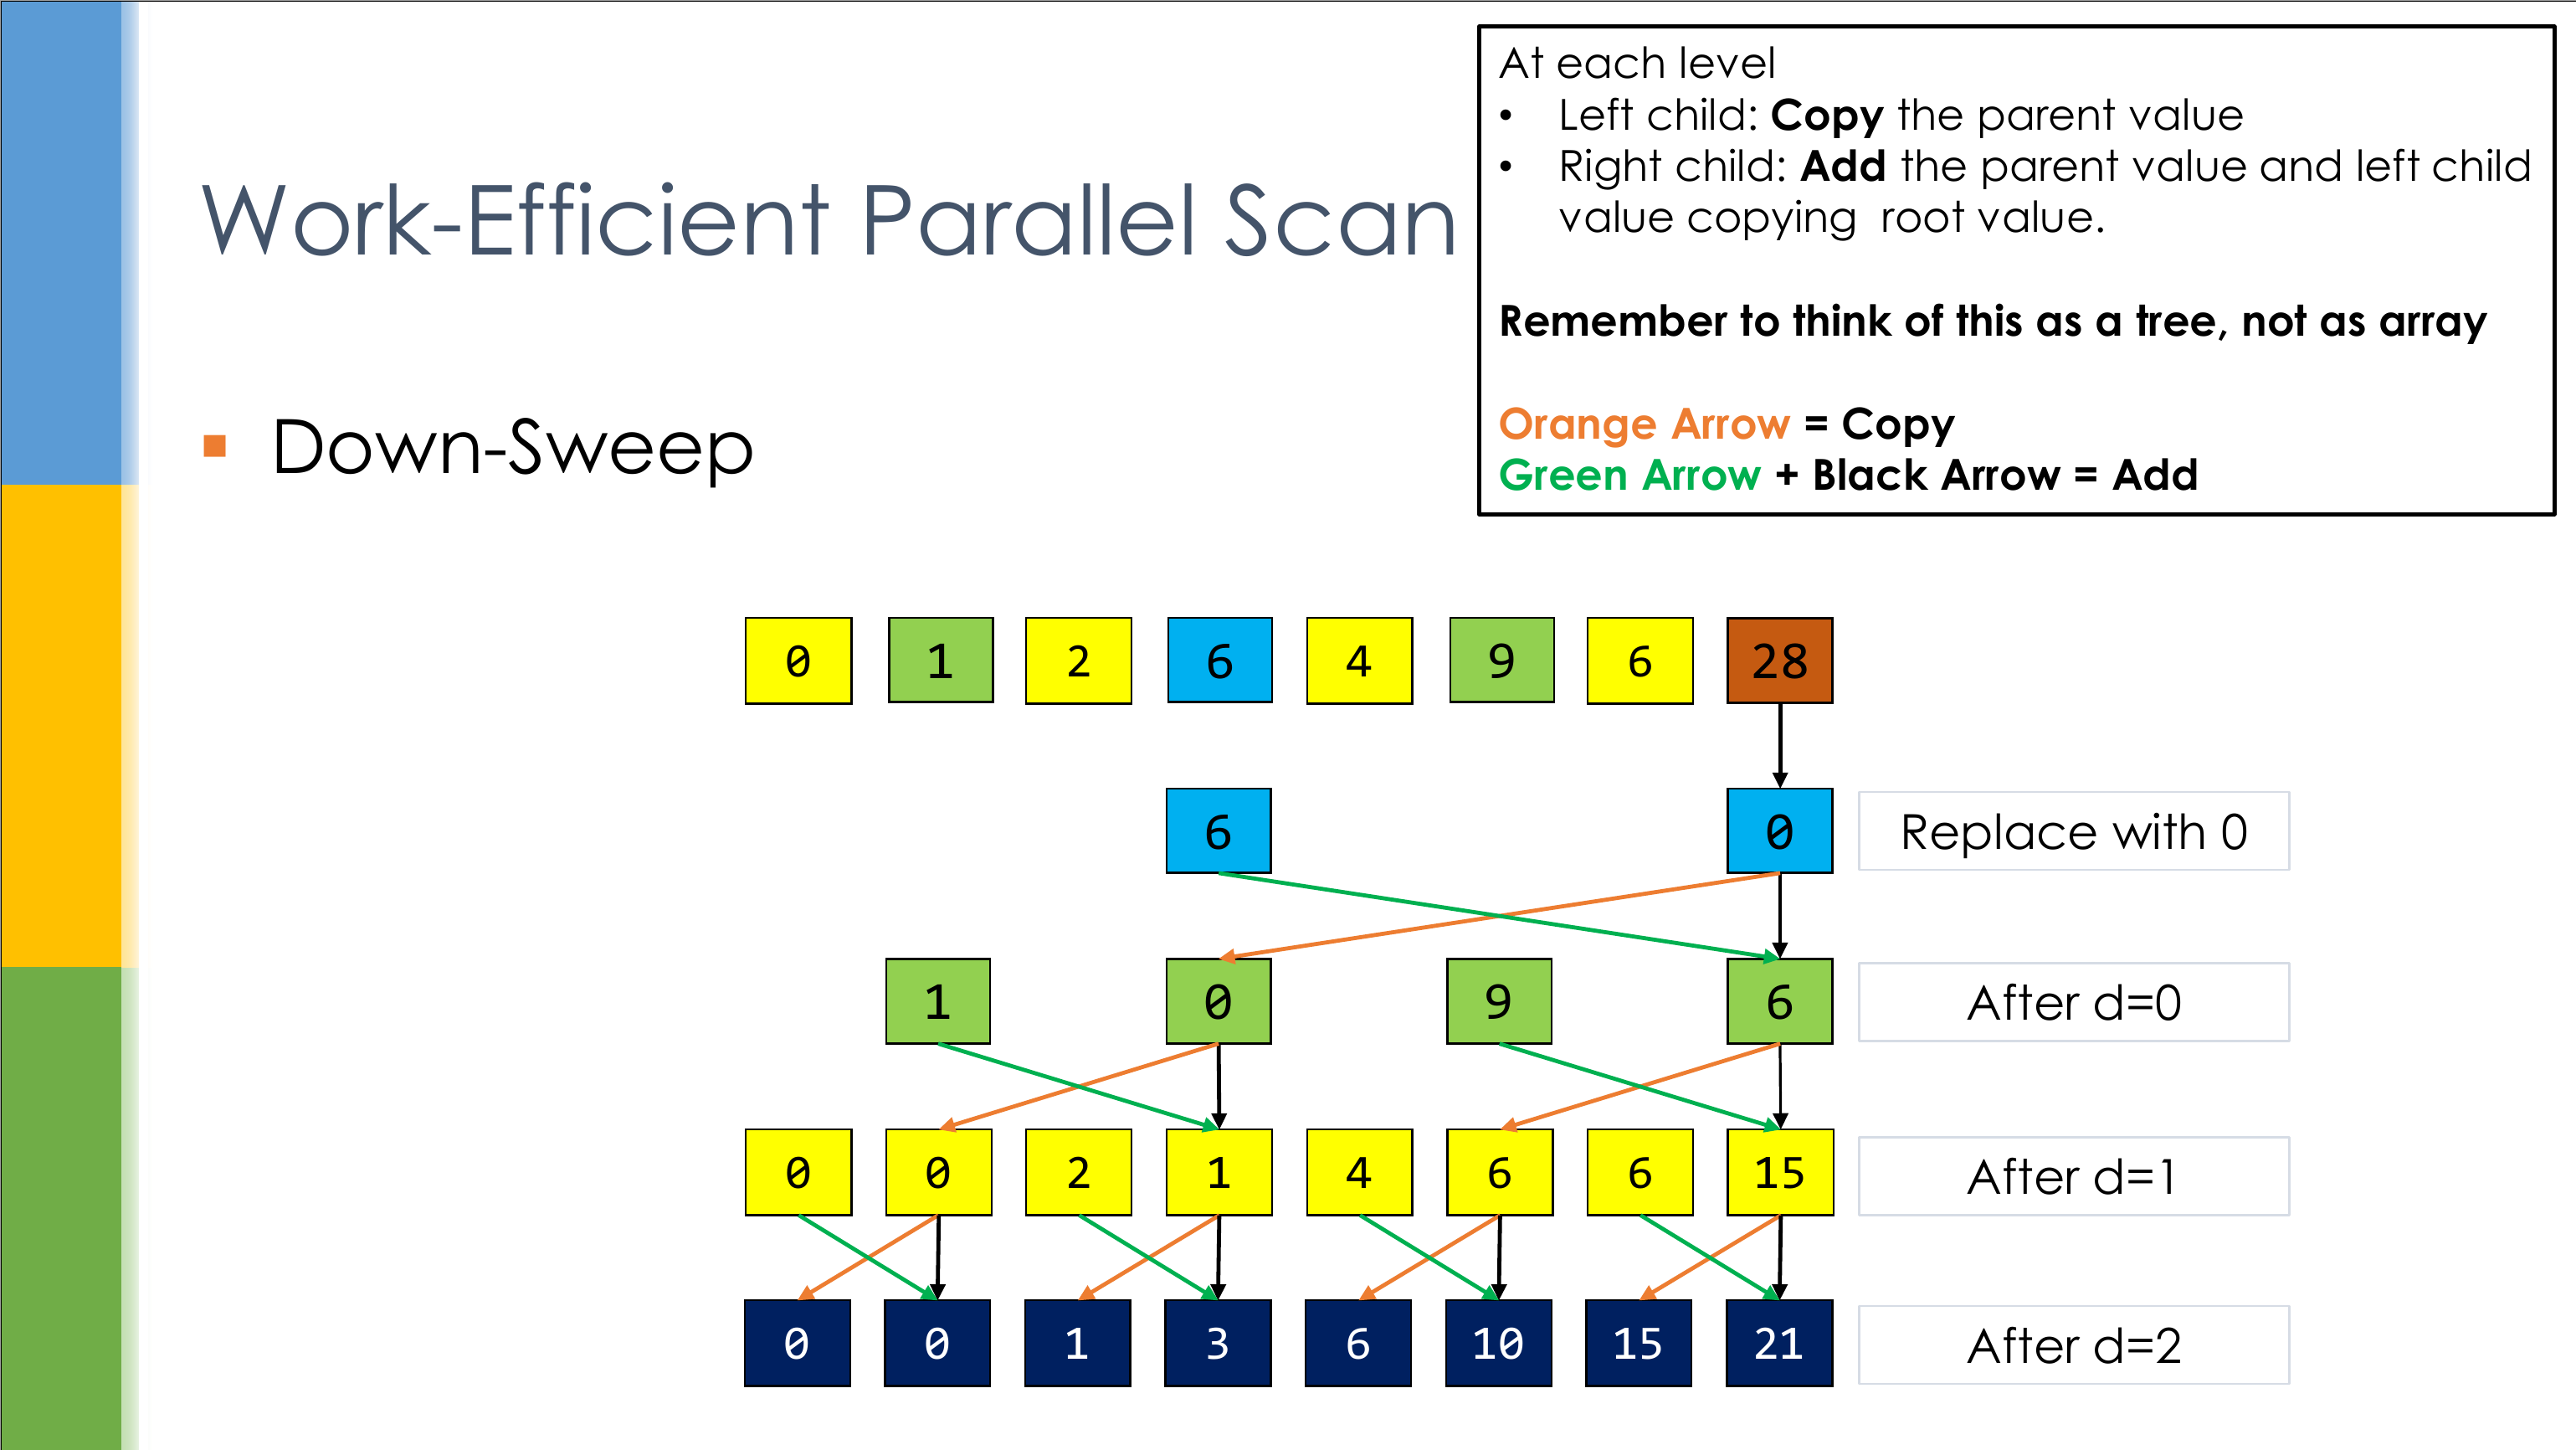 At each level
• Left child: Copy the parent value
• Right child: Add the parent value and left child
value copying  root value.
Remember to think of this as a tree, not as array
Orange Arrow = Copy
Green Arrow + Black Arrow = Add
Work-Efficient Parallel Scan
Down-Sweep
0 1 2 6 4 9 6 28
6 0 Replace with 0
1 0 9 6 After d=0
0 0 2 1 4 6 6 15 After d=1
0 0 1 3 6 10 15 21 After d=2